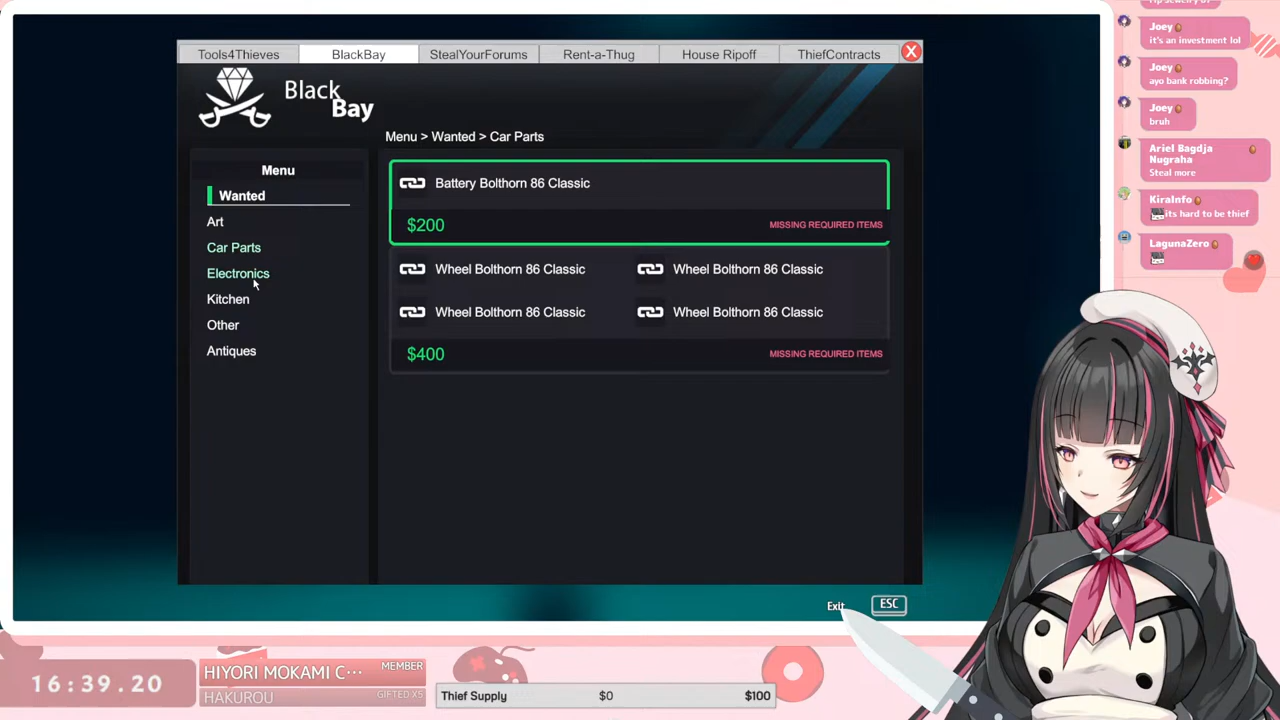 Tools4Thieves
BlackBay
StealYourForums
Rent-a-Thug
House Ripoff
ThiefContracts
X
Black
Bay
Menu > Wanted > Car Parts
Menu
Wanted
Art
Car Parts
Electronics
Kitchen
Other
Antiques
Battery Bolthorn 86 Classic
$200
MISSING REQUIRED ITEMS
Wheel Bolthorn 86 Classic
Wheel Bolthorn 86 Classic
Wheel Bolthorn 86 Classic
Wheel Bolthorn 86 Classic
$400
MISSING REQUIRED ITEMS
Exit
ESC
Joey
it's an investment lol
Joey
ayo bank robbing?
Joey
bruh
Ariel Bagdja
Nugraha
Steal more
KiraInfo
its hard to be thief
LagunaZero
16:39.20
HIYORI MOKAMI C···
MEMBER
HAKUROU
GIFTED X5
Thief Supply
$0
$100